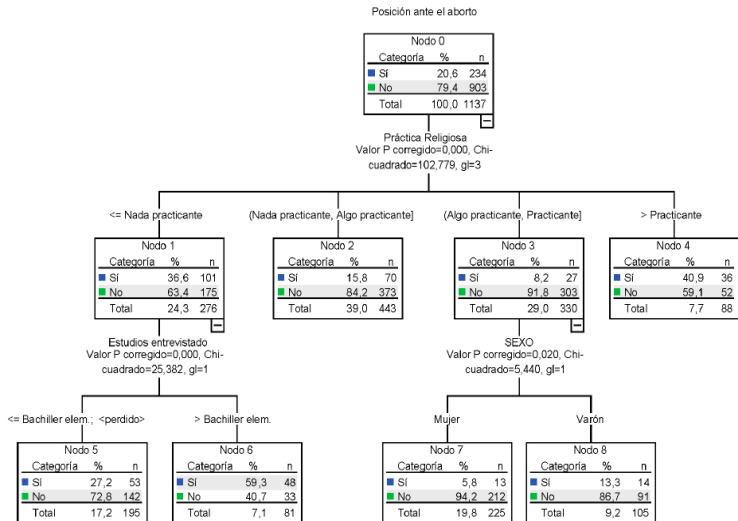 Posición ante el aborto
Nodo 0
Categoría % n
Sí 20,6 234
No 79,4 903
Total 100,0 1137
Práctica Religiosa
Valor P corregido=0,000, Chi-
cuadrado=102,779, gl=3
<= Nada practicante
(Nada practicante, Algo practicante]
(Algo practicante, Practicante]
> Practicante
Nodo 1
Categoría % n
Sí 36,6 101
No 63,4 175
Total 24,3 276
Nodo 2
Categoría % n
Sí 15,8 70
No 84,2 373
Total 39,0 443
Nodo 3
Categoría % n
Sí 8,2 27
No 91,8 303
Total 29,0 330
Nodo 4
Categoría % n
Sí 40,9 36
No 59,1 52
Total 7,7 88
Estudios entrevistado
Valor P corregido=0,000, Chi-
cuadrado=25,382, gl=1
SEXO
Valor P corregido=0,020, Chi-
cuadrado=5,440, gl=1
<= Bachiller elem.; <perdido>
> Bachiller elem.
Mujer
Varón
Nodo 5
Categoría % n
Sí 27,2 53
No 72,8 142
Total 17,2 195
Nodo 6
Categoría % n
Sí 59,3 48
No 40,7 33
Total 7,1 81
Nodo 7
Categoría % n
Sí 5,8 13
No 94,2 212
Total 19,8 225
Nodo 8
Categoría % n
Sí 13,3 14
No 86,7 91
Total 9,2 105